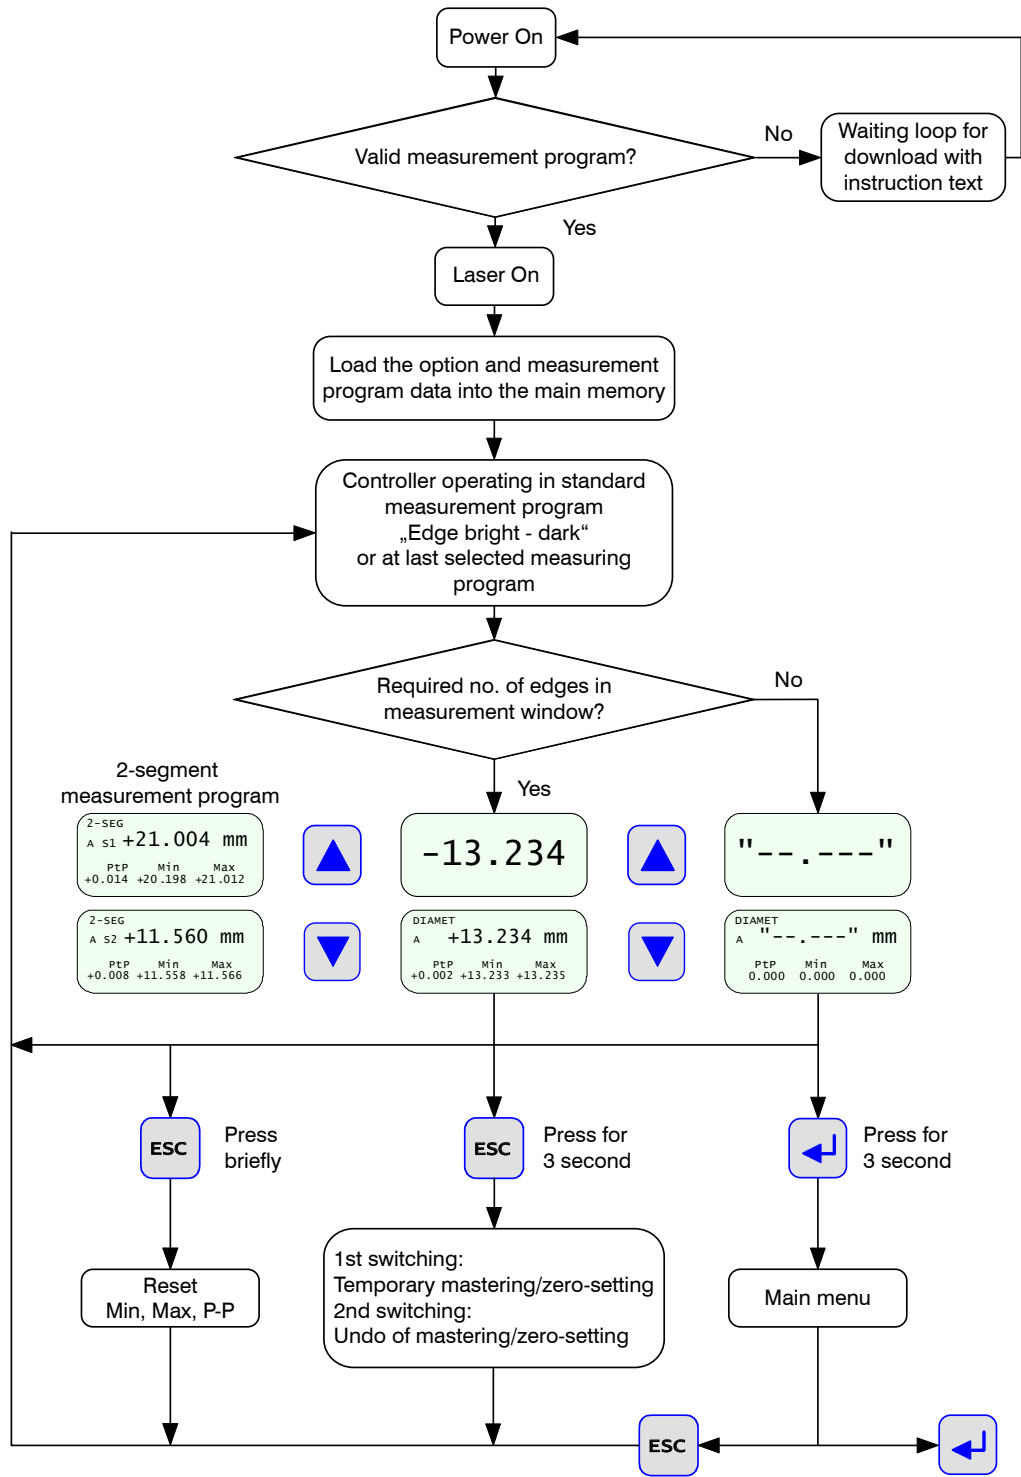 Power On
Valid measurement program?
No
Waiting loop for
download with
instruction text
Yes
Laser On
Load the option and measurement
program data into the main memory
Controller operating in standard
measurement program
„Edge bright - dark“
or at last selected measuring
program
Required no. of edges in
measurement window?
No
Yes
2-segment
measurement program
2-SEG
A S1 +21.004 mm
PtP Min Max
+0.014 +20.198 +21.012
2-SEG
A S2 +11.560 mm
PtP Min Max
+0.008 +11.558 +11.566
-13.234
DIAMET
A +13.234 mm
PtP Min Max
+0.002 +13.233 +13.235
"--.---"
DIAMET
A "--.---" mm
PtP Min Max
0.000 0.000 0.000
ESC
Press
briefly
ESC
Press for
3 second
Press for
3 second
Reset
Min, Max, P-P
1st switching:
Temporary mastering/zero-setting
2nd switching:
Undo of mastering/zero-setting
Main menu
ESC